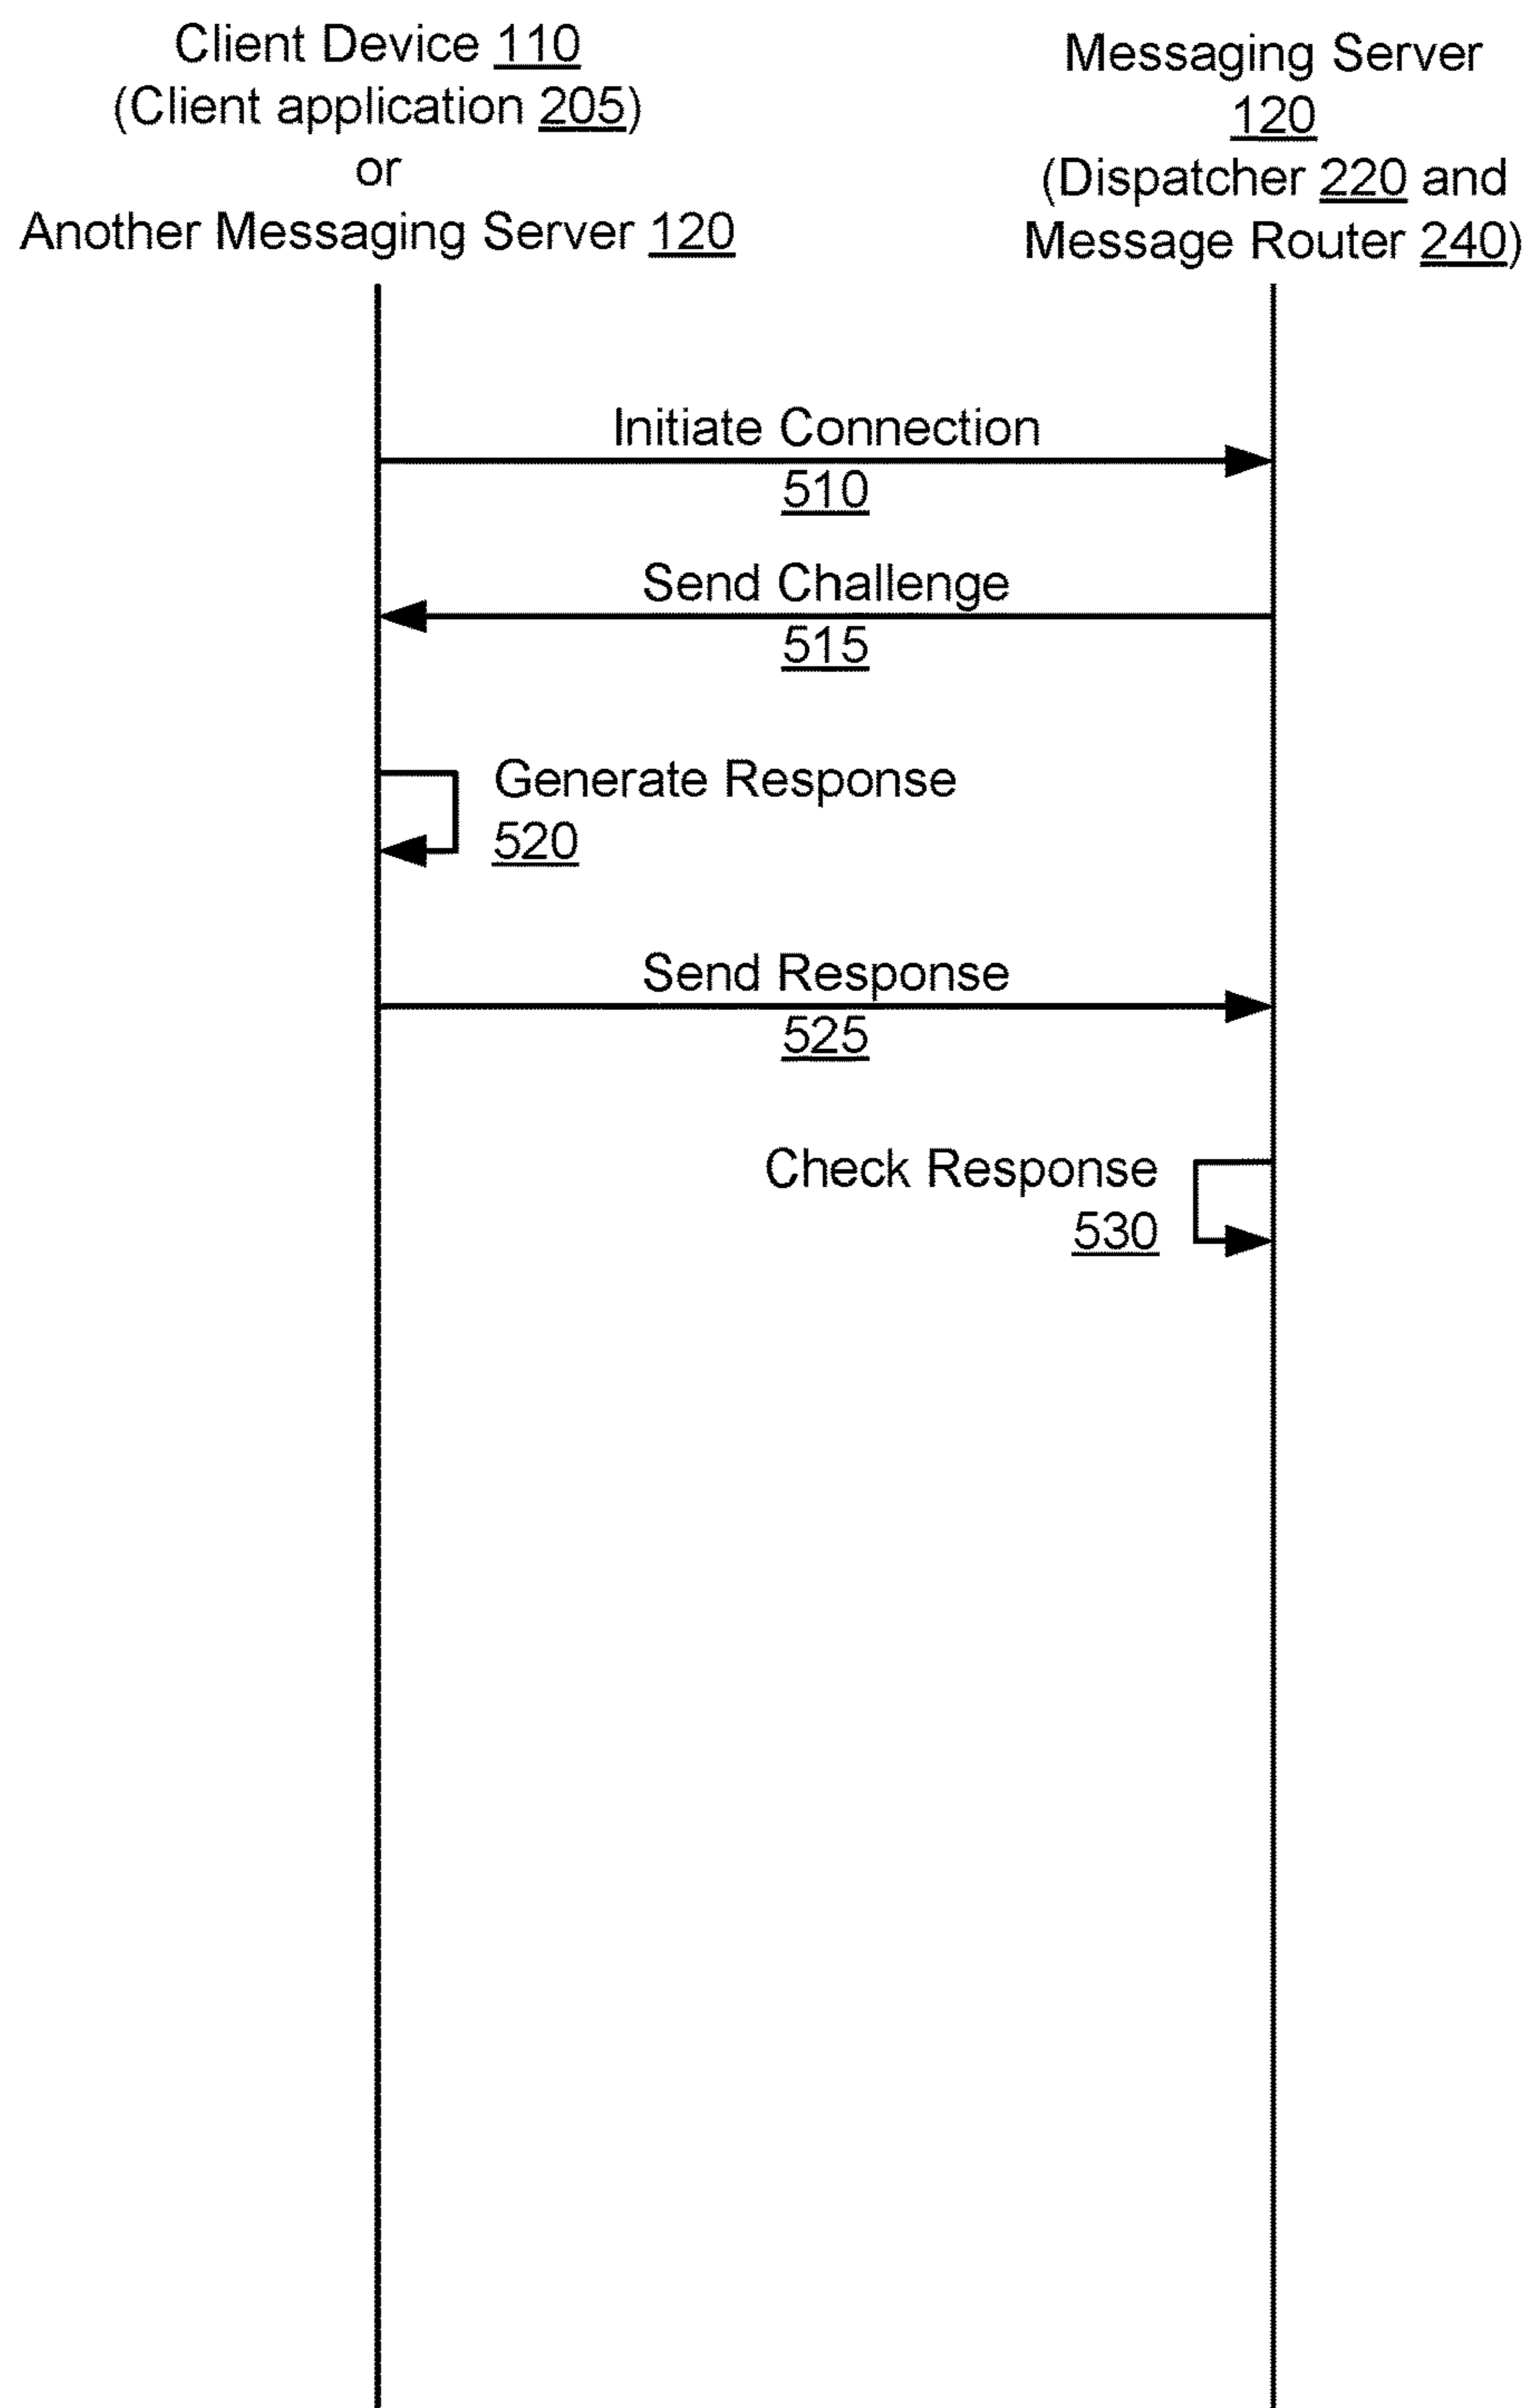 Client Device 110
(Client application 205)
or
Another Messaging Server 120
Messaging Server
120
(Dispatcher 220 and
Message Router 240)
Initiate Connection
510
Send Challenge
515
Generate Response
520
Send Response
525
Check Response
530